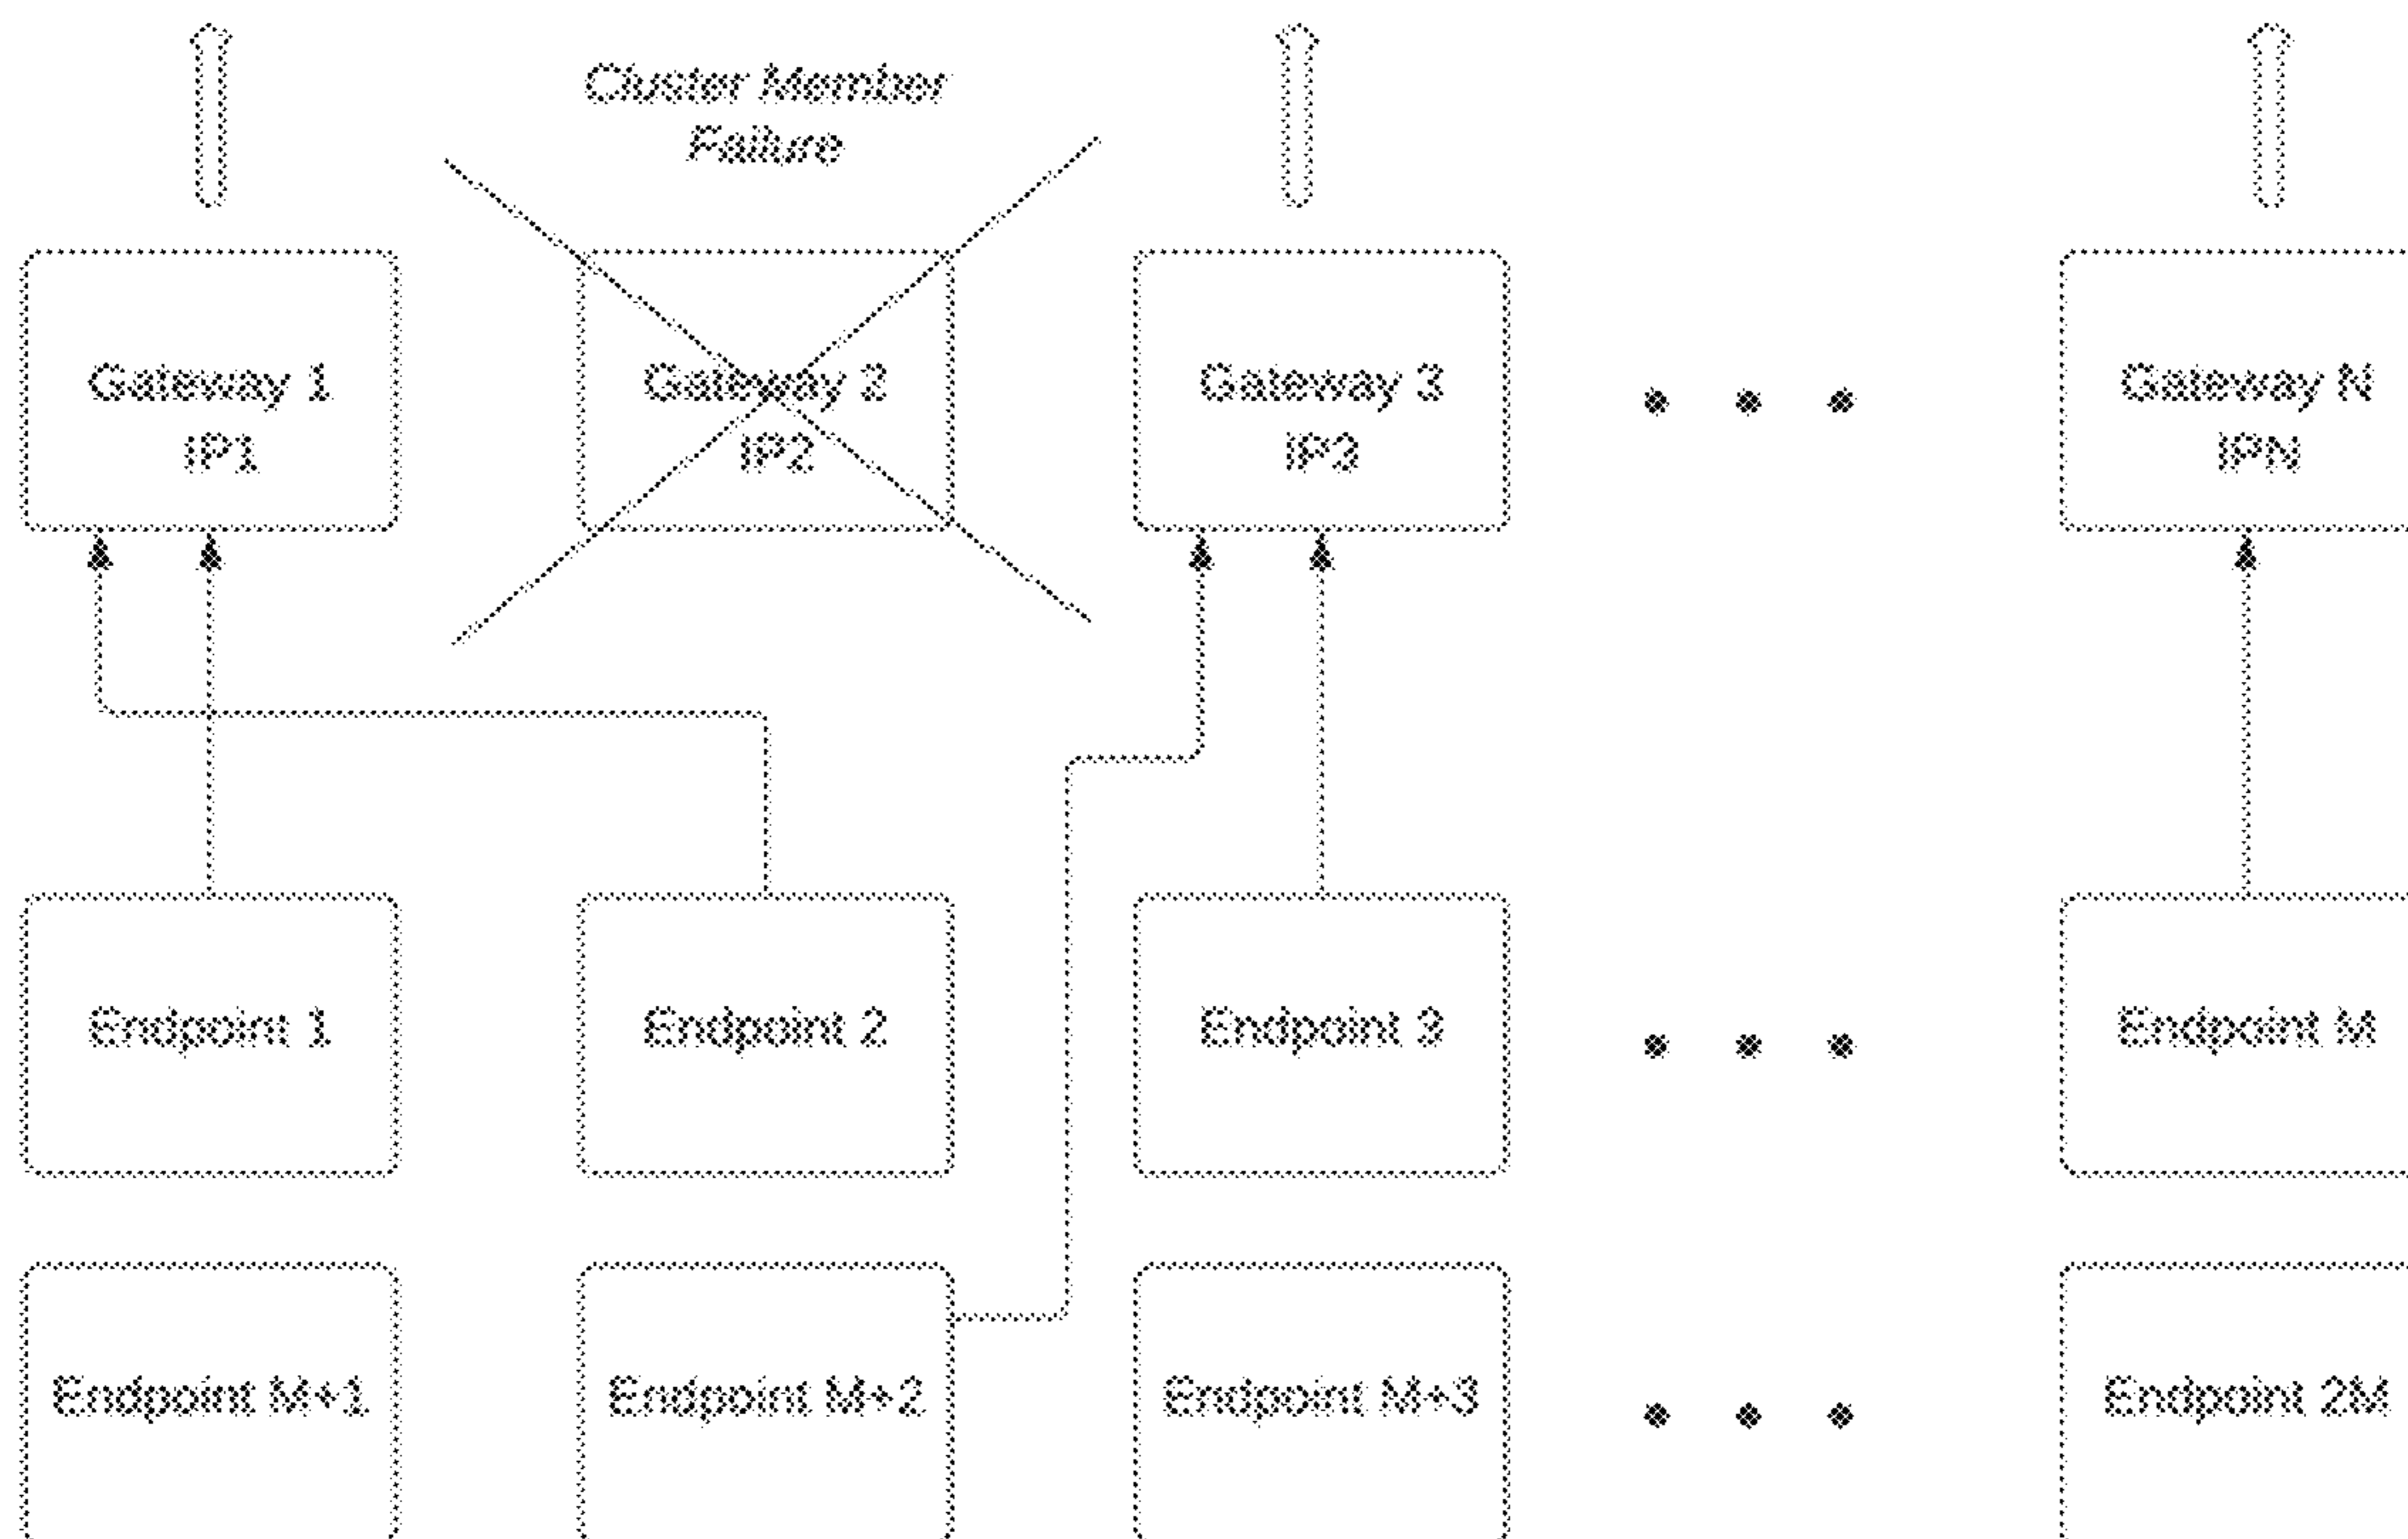 Cluster Member
Failure
Gateway 1
IP1
Gateway 2
IP2
Gateway 3
IP3
Gateway N
IPN
Endpoint 1
Endpoint 2
Endpoint 3
Endpoint M
Endpoint M+1
Endpoint M+2
Endpoint M+3
Endpoint 2M